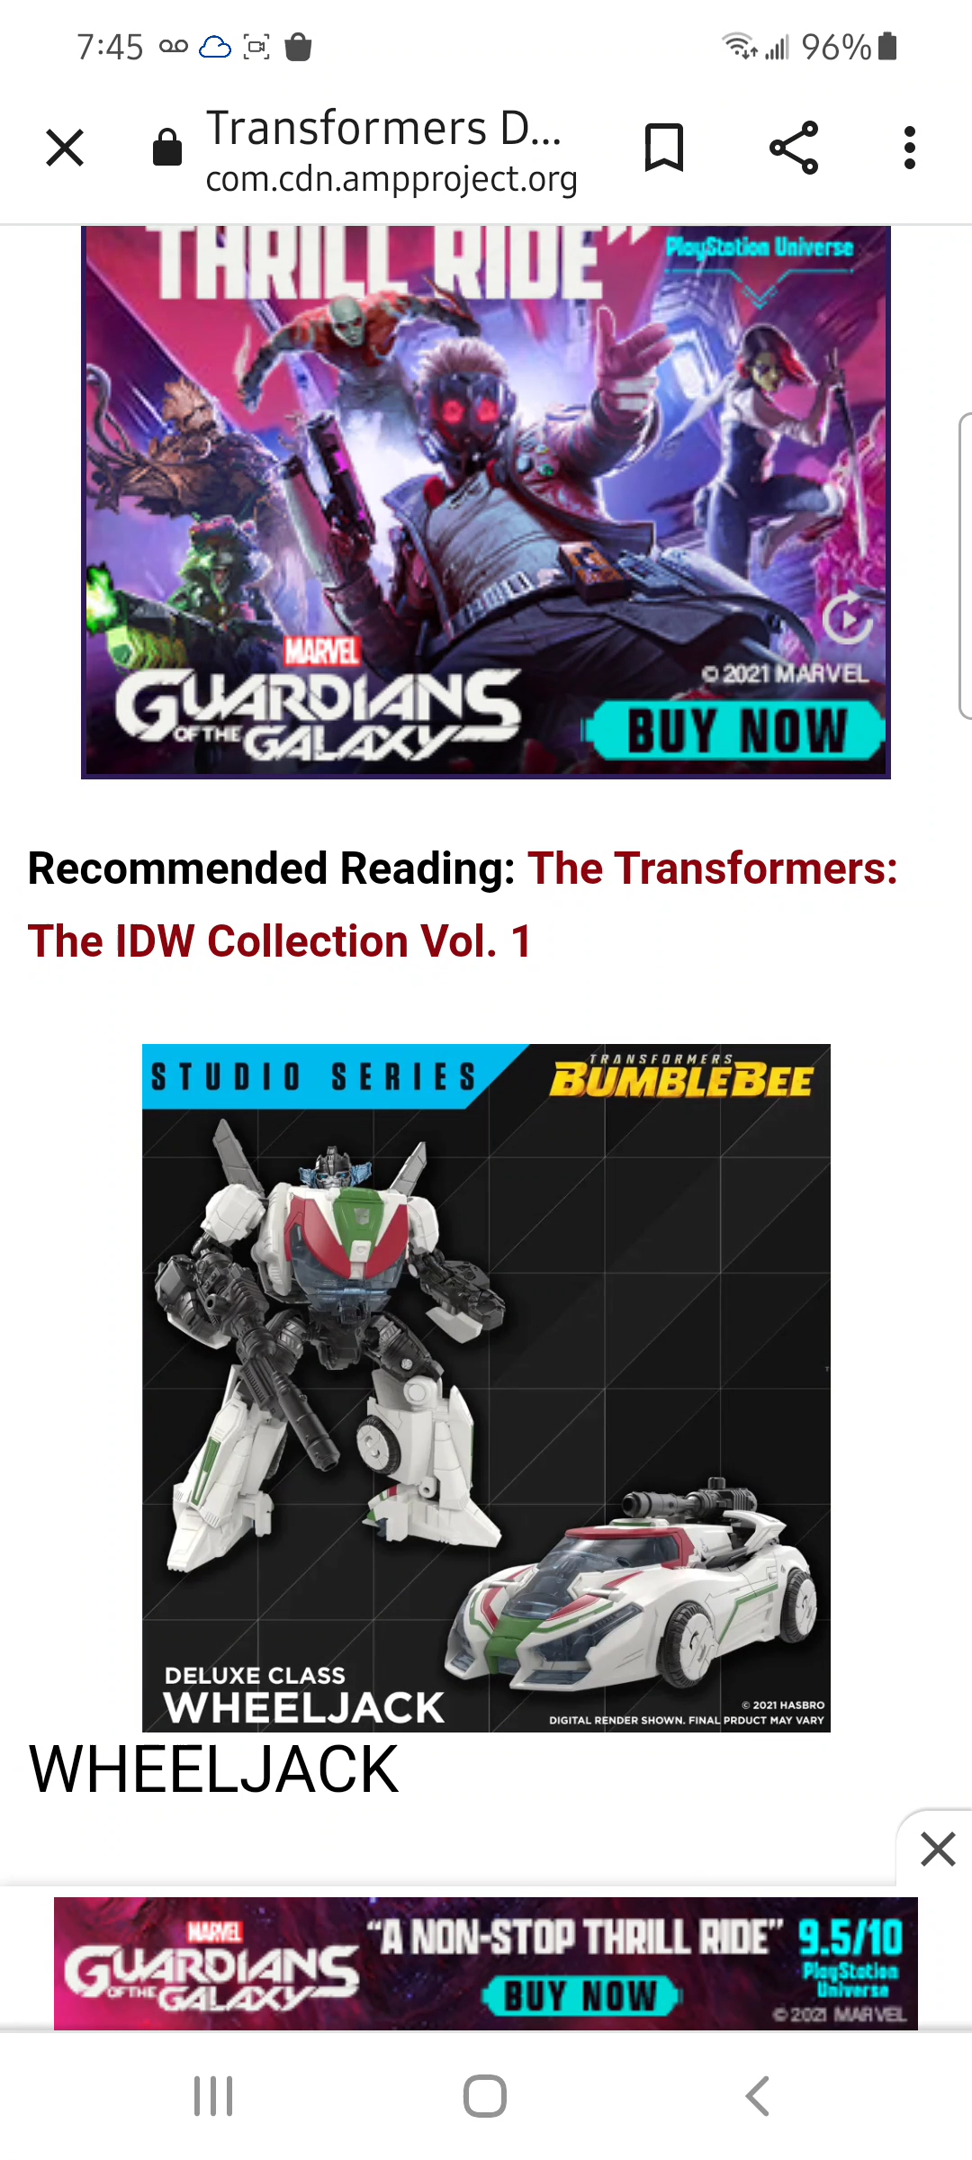 7:45
96%
Transformers D...
com.cdn.ampproject.org
THRILL RIDE"
PlayStation Universe
MARVEL
GUARDIANS
OF THE
GALAXY
© 2021 MARVEL
BUY NOW
Recommended Reading: The Transformers:
The IDW Collection Vol. 1
STUDIO SERIES
TRANSFORMERS
BUMBLEBEE
DELUXE CLASS
WHEELJACK
© 2021 HASBRO
DIGITAL RENDER SHOWN. FINAL PRDUCT MAY VARY
WHEELJACK
MARVEL
GUARDIANS
OF THE
GALAXY
"A NON-STOP THRILL RIDE"
BUY NOW
9.5/10
PlayStation
Universe
© 2021 MARVEL